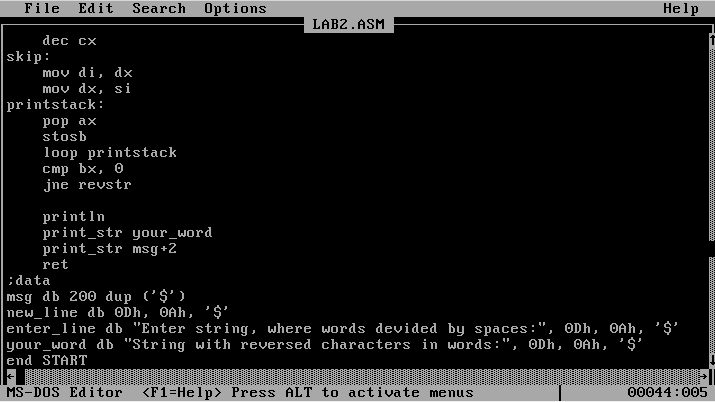 File Edit Search Options Help
LAB2.ASM
dec cx
skip:
mov di, dx
mov dx, si
printstack:
pop ax
stosb
loop printstack
cmp bx, 0
jne revstr
println
print_str your_word
print_str msg+2
ret
;data
msg db 200 dup ('$')
new_line db 0Dh, 0Ah, '$'
enter_line db "Enter string, where words devided by spaces:", 0Dh, 0Ah, '$'
your_word db "String with reversed characters in words:", 0Dh, 0Ah, '$'
end START
MS-DOS Editor <F1=Help> Press ALT to activate menus 00044:005